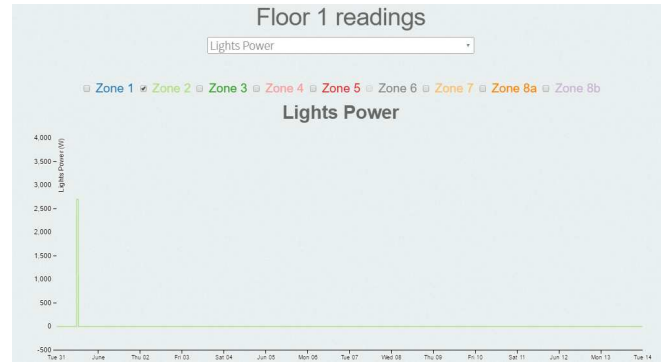 Floor 1 readings
Lights Power
Zone 1 Zone 2 Zone 3 Zone 4 Zone 5 Zone 6 Zone 7 Zone 8a Zone 8b
Lights Power
Lights Power (W)
4,000
3,500
3,000
2,500
2,000
1,500
1,000
500
0
-500
Tue 31 June Thu 02 Fri 03 Sat 04 Jun 05 Mon 06 Tue 07 Wed 08 Thu 09 Fri 10 Sat 11 Jun 12 Mon 13 Tue 14